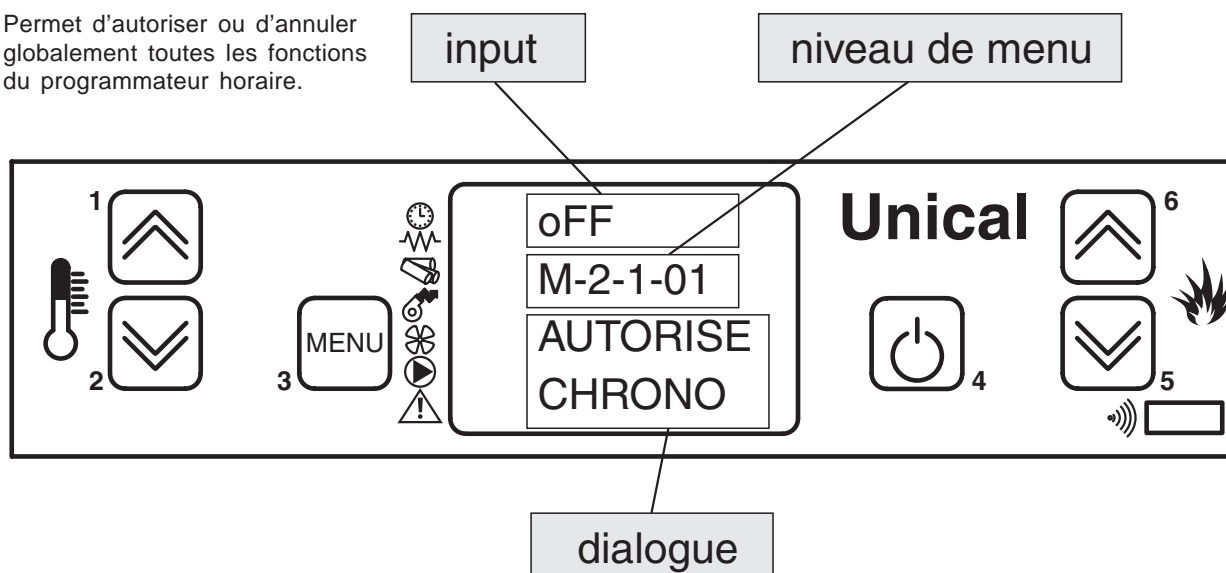 Permet d'autoriser ou d'annuler
globalement toutes les fonctions
du programmateur horaire.
input
niveau de menu
1
2
MENU
3
oFF
M-2-1-01
AUTORISE
CHRONO
Unical
4
6
5
dialogue